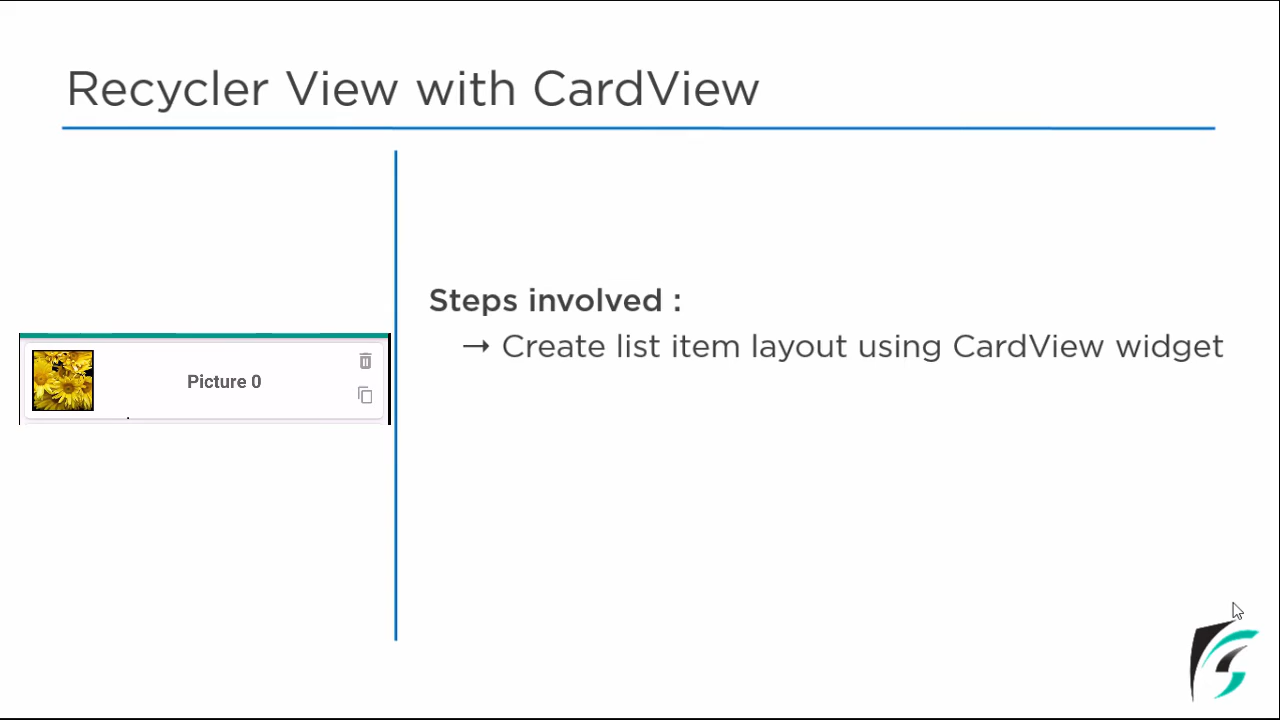 Recycler View with CardView
Steps involved :
→ Create list item layout using CardView widget
Picture 0